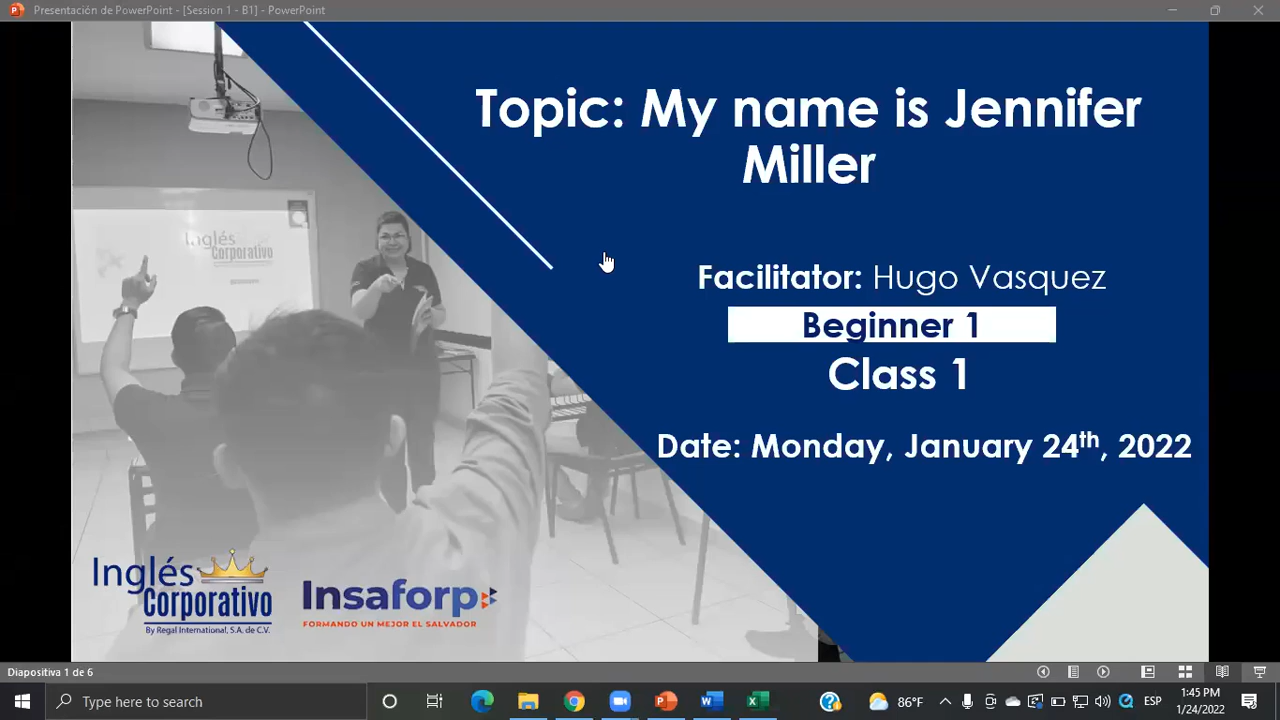 Presentación de PowerPoint - [Session 1 - B1] - PowerPoint
Topic: My name is Jennifer
Miller
Inglés
Corporativo
Facilitator: Hugo Vasquez
Beginner 1
Class 1
Date: Monday, January 24th, 2022
Inglés
Corporativo
By Regal International, S.A. de C.V.
Insaforp
FORMANDO UN MEJOR EL SALVADOR
Diapositiva 1 de 6
Type here to search
86°F
ESP
1:45 PM
1/24/2022